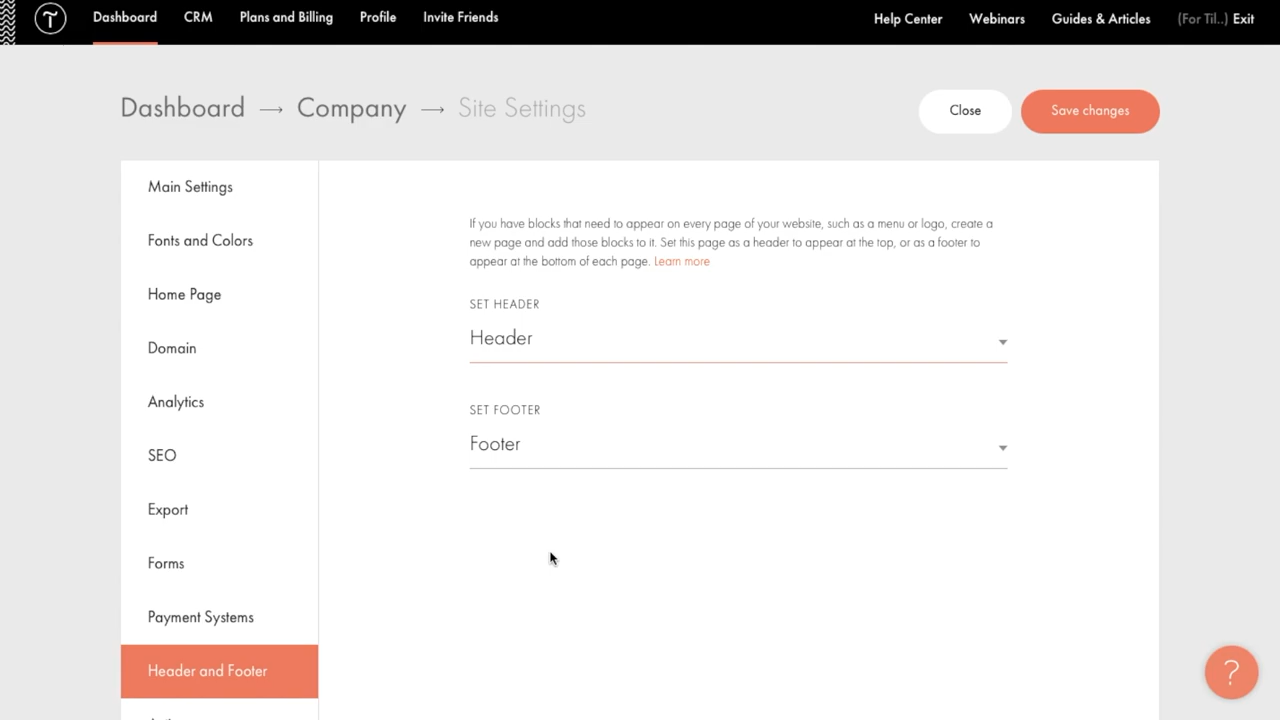 Dashboard CRM Plans and Billing Profile Invite Friends Help Center Webinars Guides & Articles (For Til..) Exit
Dashboard → Company → Site Settings
Close Save changes
Main Settings
Fonts and Colors
Home Page
Domain
Analytics
SEO
Export
Forms
Payment Systems
Header and Footer
If you have blocks that need to appear on every page of your website, such as a menu or logo, create a
new page and add those blocks to it. Set this page as a header to appear at the top, or as a footer to
appear at the bottom of each page. Learn more
SET HEADER
Header
SET FOOTER
Footer
?